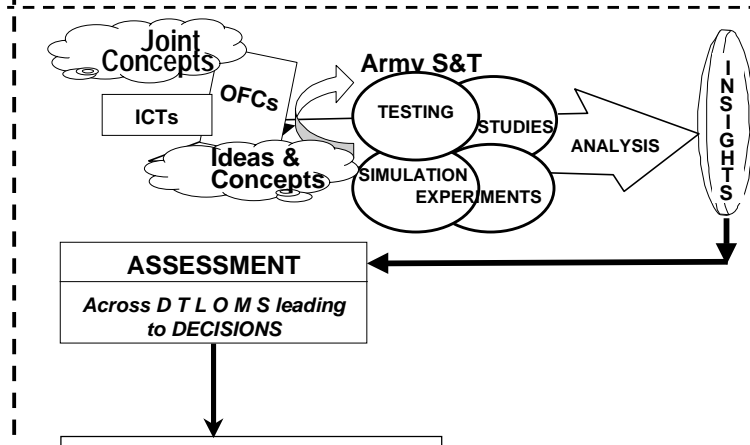 Joint
Concepts
OFCs
ICTs
Ideas &
Concepts
Army S&T
TESTING
STUDIES
SIMULATION
EXPERIMENTS
ANALYSIS
INSIGHTS
ASSESSMENT
Across D T L O M S leading
to DECISIONS